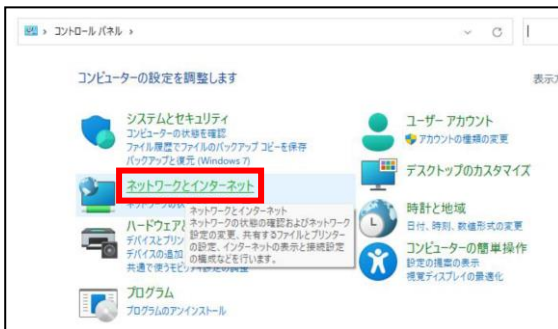 コントロール パネル
コンピューターの設定を調整します
表示方
システムとセキュリティ
コンピューターの状態を確認
ファイル履歴でファイルのバックアップ コピーを保存
バックアップと復元 (Windows 7)
ネットワークとインターネット
ネットワークとインターネット
ネットワークの状態の確認およびネットワーク
設定の変更、共有するファイルとプリンター
の設定、インターネットの表示と接続設定
の構成などを行います。
ハードウェア
デバイスとプリン
デバイスの追加
プログラム
プログラムのアンインストール
ユーザー アカウント
アカウントの種類の変更
デスクトップのカスタマイズ
時計と地域
日付、時刻、数値形式の変更
コンピューターの簡単操作
設定の提案の表示
視覚ディスプレイの最適化